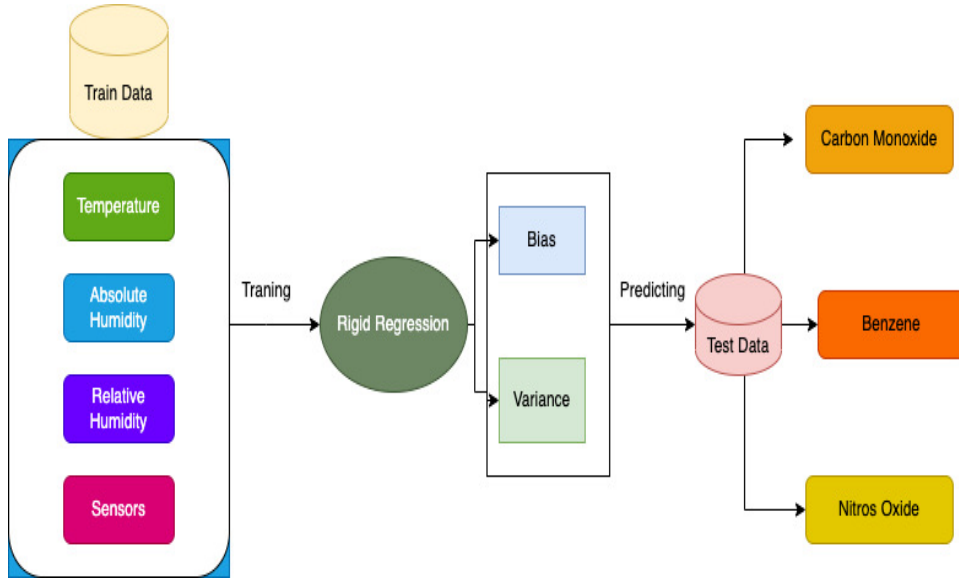 Train Data
Temperature
Absolute
Humidity
Relative
Humidity
Sensors
Traning
Rigid Regression
Bias
Variance
Predicting
Test Data
Carbon Monoxide
Benzene
Nitros Oxide